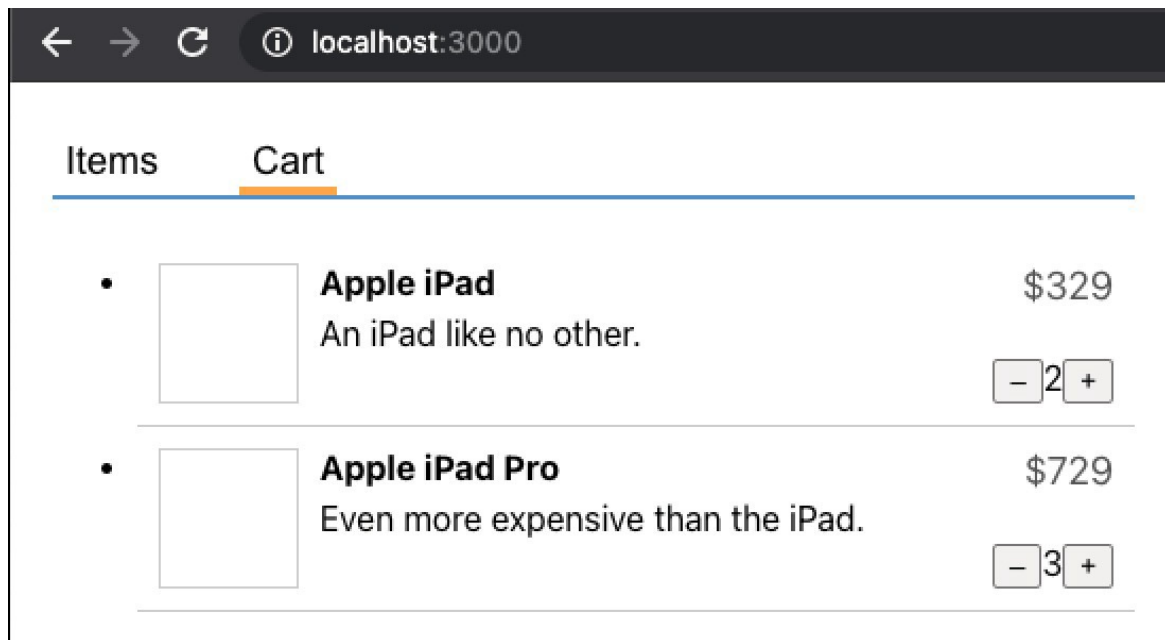 localhost:3000
Items Cart
• Apple iPad $329
An iPad like no other.
– 2 +
• Apple iPad Pro $729
Even more expensive than the iPad.
– 3 +